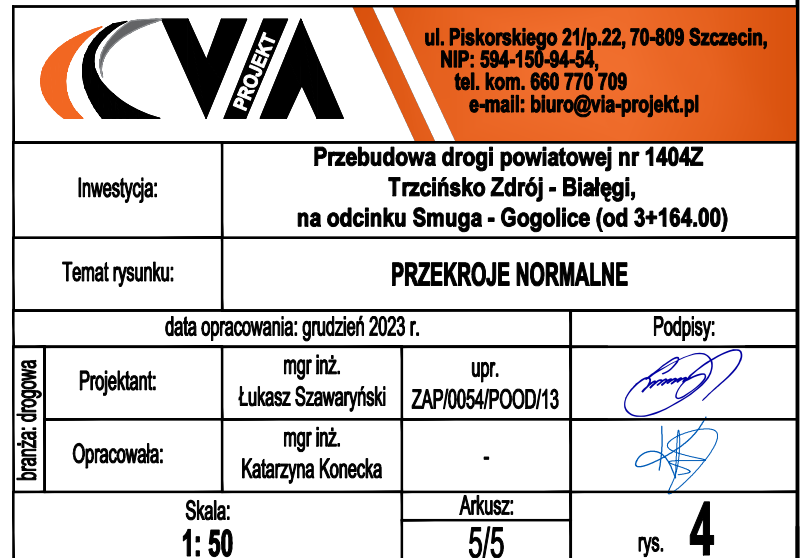 VIA
PROJEKT
ul. Piskorskiego 21/p.22, 70-809 Szczecin,
NIP: 594-150-94-54,
tel. kom. 660 770 709
e-mail: biuro@via-projekt.pl
Inwestycja:
Przebudowa drogi powiatowej nr 1404Z
Trzcińsko Zdrój - Białęgi,
na odcinku Smuga - Gogolice (od 3+164.00)
Temat rysunku:
PRZEKROJE NORMALNE
data opracowania: grudzień 2023 r.
Podpisy:
branża: drogowa
Projektant:
mgr inż.
Łukasz Szawaryński
upr.
ZAP/0054/POOD/13
Opracowała:
mgr inż.
Katarzyna Konecka
-
Skala:
1: 50
Arkusz:
5/5
rys. 4